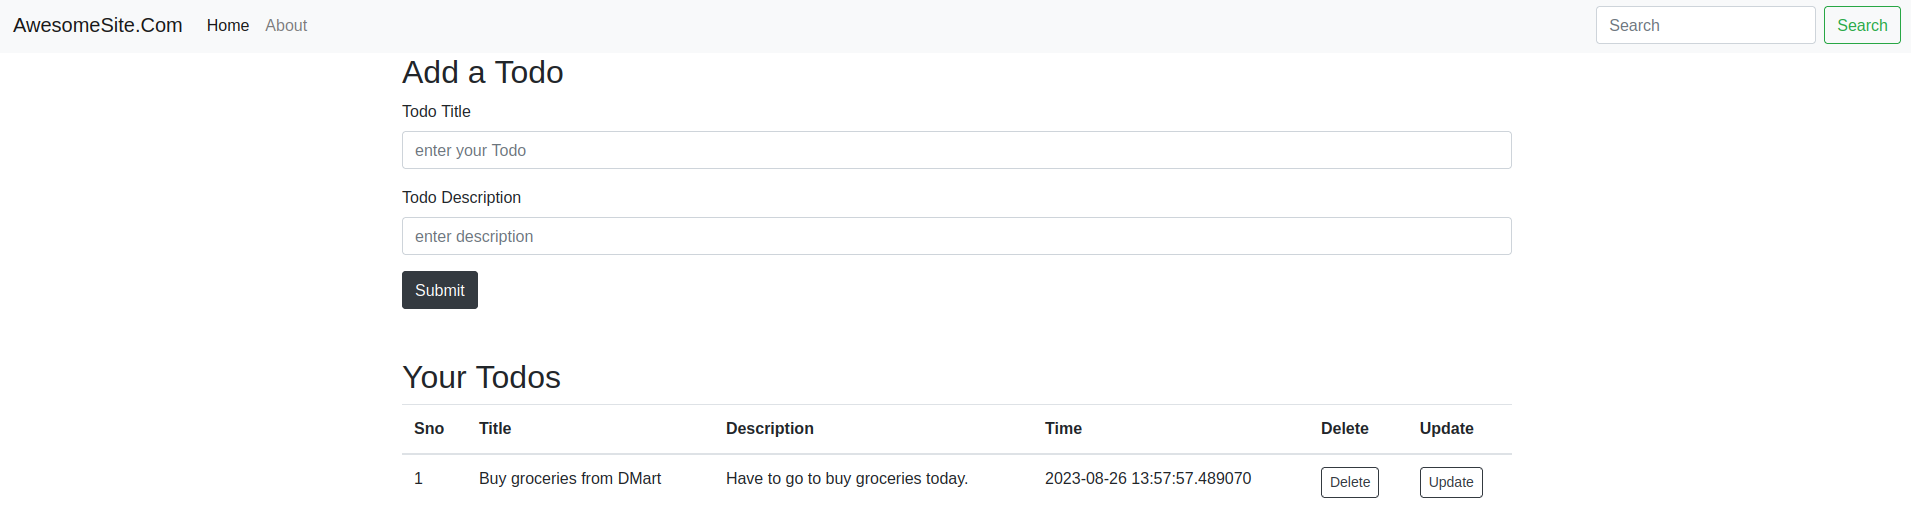 AwesomeSite.Com Home About Search Search
Add a Todo
Todo Title
enter your Todo
Todo Description
enter description
Submit
Your Todos
Sno Title Description Time Delete Update
1 Buy groceries from DMart Have to go to buy groceries today. 2023-08-26 13:57:57.489070 Delete Update